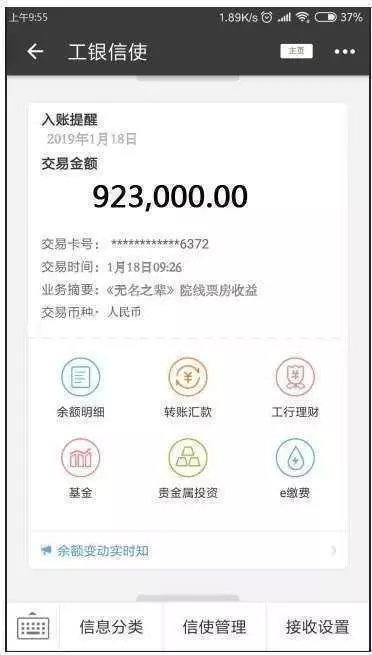 上午9:55 1.89K/s 37%
工银信使 主页
入账提醒
2019年1月18日
交易金额
923,000.00
交易卡号： ************6372
交易时间：1月18日09:26
业务摘要：《无名之辈》院线票房收益
交易币种：人民币
余额明细 转账汇款 工行理财
基金 贵金属投资 e缴费
余额变动实时知
信息分类 信使管理 接收设置